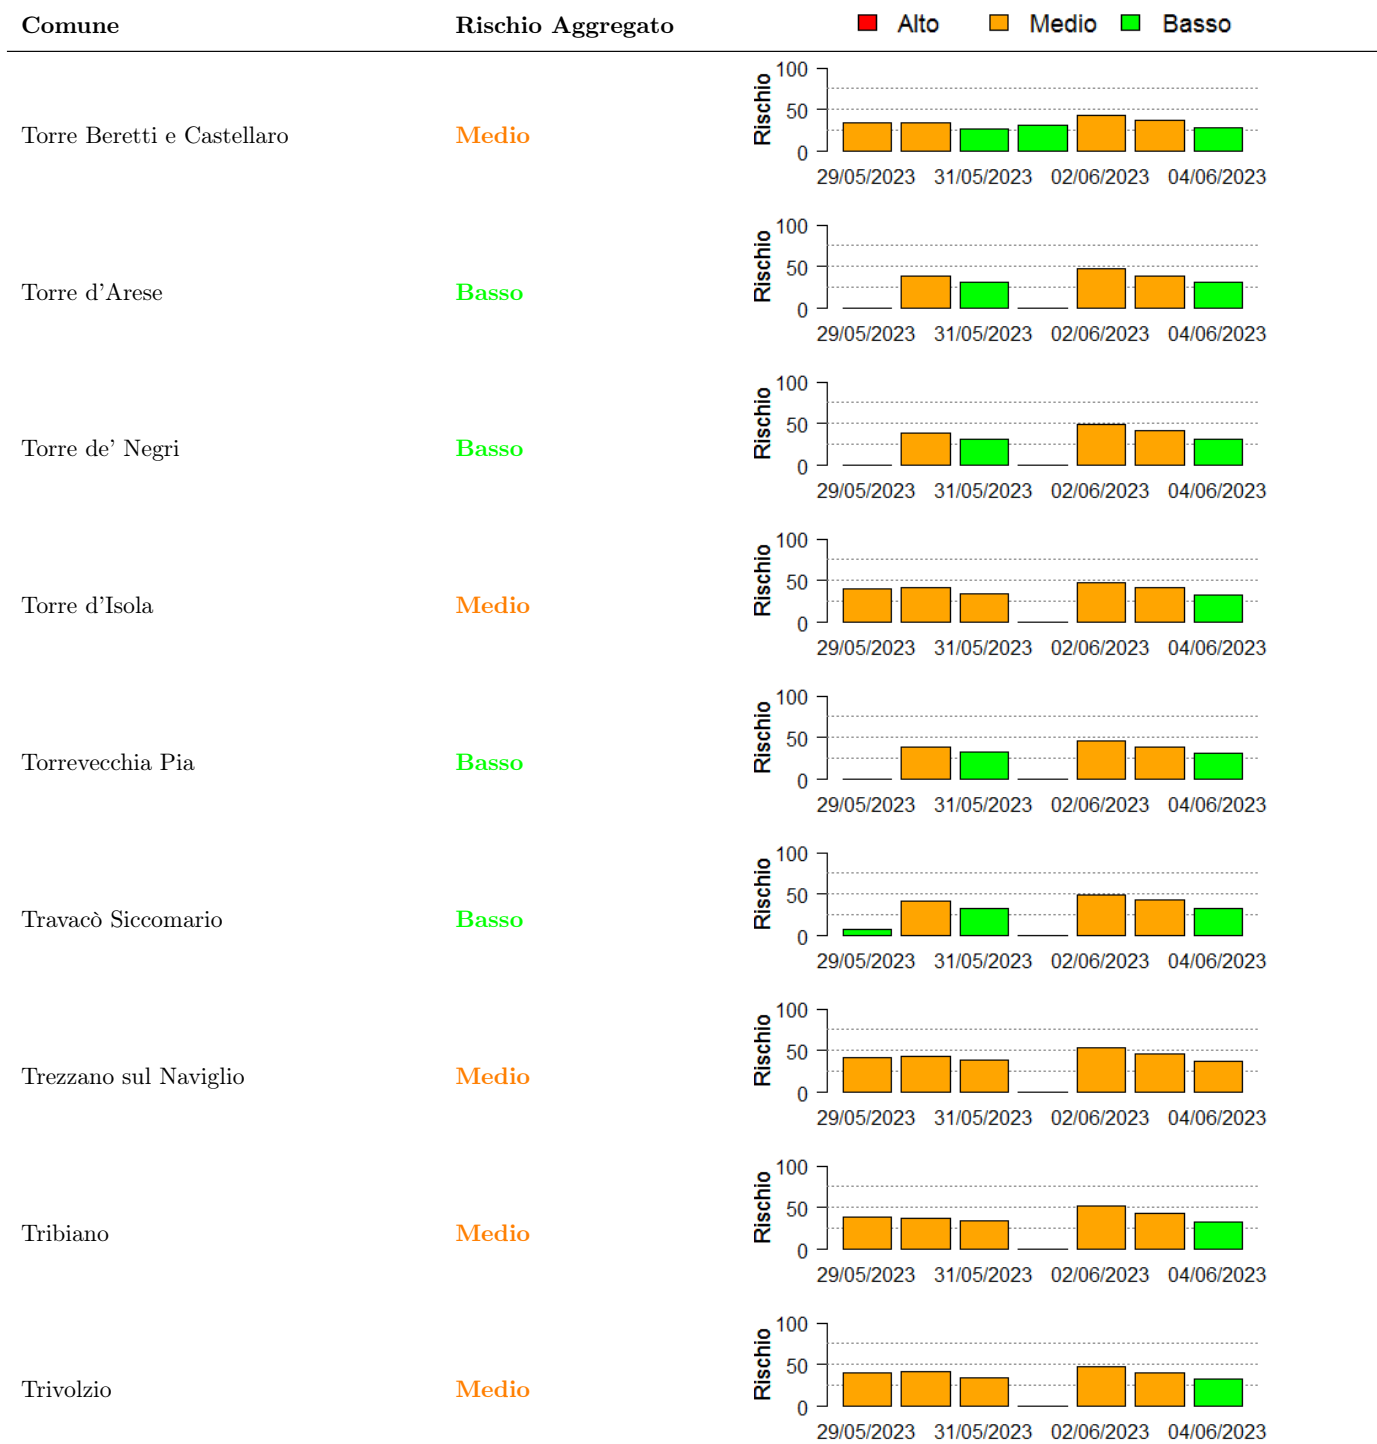 Comune Rischio Aggregato Alto Medio Basso
Torre Beretti e Castellaro Medio
Rischio
100
50
0
29/05/2023 31/05/2023 02/06/2023 04/06/2023
Torre d'Arese Basso
Rischio
100
50
0
29/05/2023 31/05/2023 02/06/2023 04/06/2023
Torre de' Negri Basso
Rischio
100
50
0
29/05/2023 31/05/2023 02/06/2023 04/06/2023
Torre d'Isola Medio
Rischio
100
50
0
29/05/2023 31/05/2023 02/06/2023 04/06/2023
Torrevecchia Pia Basso
Rischio
100
50
0
29/05/2023 31/05/2023 02/06/2023 04/06/2023
Travacò Siccomario Basso
Rischio
100
50
0
29/05/2023 31/05/2023 02/06/2023 04/06/2023
Trezzano sul Naviglio Medio
Rischio
100
50
0
29/05/2023 31/05/2023 02/06/2023 04/06/2023
Tribiano Medio
Rischio
100
50
0
29/05/2023 31/05/2023 02/06/2023 04/06/2023
Trivolzio Medio
Rischio
100
50
0
29/05/2023 31/05/2023 02/06/2023 04/06/2023